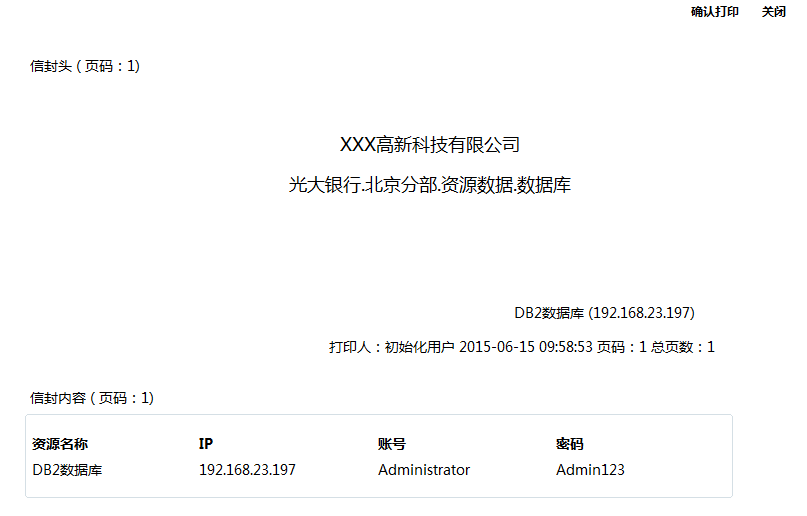 确认打印 关闭
信封头 ( 页码：1)
XXX高新科技有限公司
光大银行.北京分部.资源数据.数据库
DB2数据库 (192.168.23.197)
打印人：初始化用户 2015-06-15 09:58:53 页码：1 总页数：1
信封内容 ( 页码：1)
资源名称 IP 账号 密码
DB2数据库 192.168.23.197 Administrator Admin123